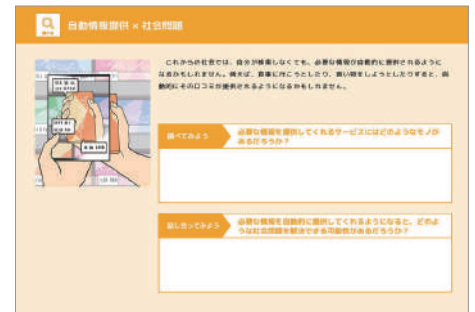 自動情報提供 × 社会問題
これからの社会では、自分が検索しなくても、必要な情報が自動的に提供されるように
なるかもしれません。例えば、食事に行こうとしたり、買い物をしようとしたりすると、自
動的にその口コミが提供されるようになるかもしれません。
調べてみよう
必要な情報を提供してくれるサービスにはどのようなモノが
あるだろうか？
話し合ってみよう
必要な情報を自動的に提供してくれるようになると、どのよ
うな社会問題を解決できる可能性があるだろうか？